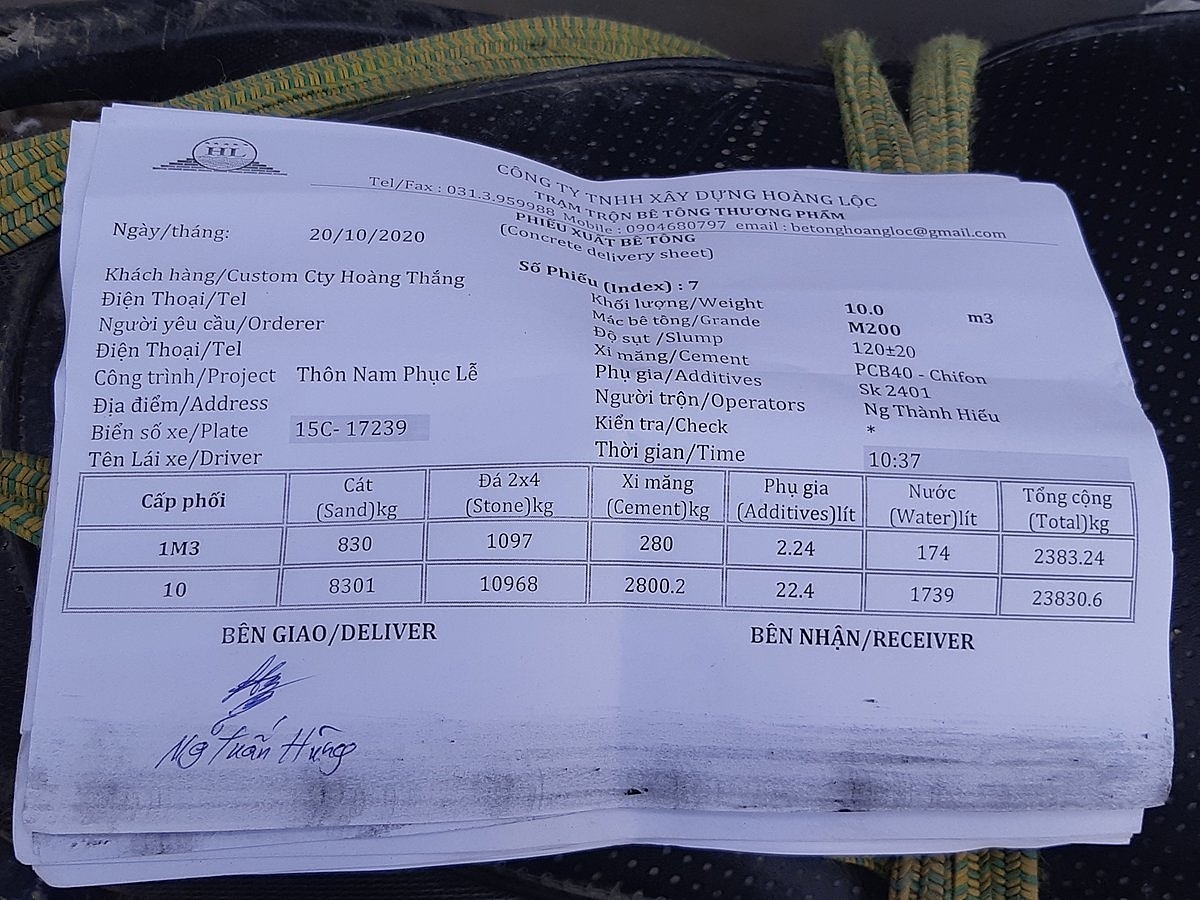 HL
CÔNG TY TNHH XÂY DỰNG HOÀNG LỘC
TRẠM TRỘN BÊ TÔNG THƯƠNG PHẨM
Tel/Fax : 031.3.959988 Mobile : 0904680797 email : betonghoangloc@gmail.com
PHIẾU XUẤT BÊ TÔNG
(Concrete delivery sheet)
Ngày/tháng: 20/10/2020
Số Phiếu (Index) : 7
Khách hàng/Custom Cty Hoàng Thắng
Điện Thoại/Tel
Người yêu cầu/Orderer
Điện Thoại/Tel
Công trình/Project Thôn Nam Phục Lễ
Địa điểm/Address
Biển số xe/Plate 15C- 17239
Tên Lái xe/Driver
Khối lượng/Weight 10.0 m3
Mác bê tông/Grande M200
Độ sụt /Slump 120±20
Xi măng/Cement PCB40 - Chifon
Phụ gia/Additives Sk 2401
Người trộn/Operators Ng Thành Hiếu
Kiển tra/Check *
Thời gian/Time 10:37
Cấp phối Cát (Sand)kg Đá 2x4 (Stone)kg Xi măng (Cement)kg Phụ gia (Additives)lít Nước (Water)lít Tổng cộng (Total)kg
1M3 830 1097 280 2.24 174 2383.24
10 8301 10968 2800.2 22.4 1739 23830.6
BÊN GIAO/DELIVER BÊN NHẬN/RECEIVER
Ng Tuấn Hũng